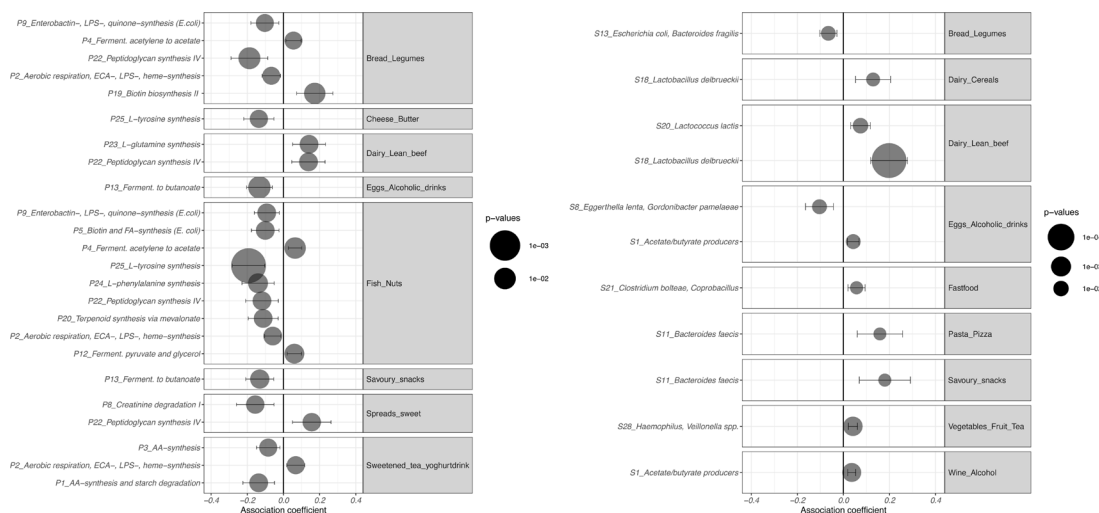 P9_Enterobactin−, LPS−, quinone−synthesis (E.coli)
P4_Ferment. acetylene to acetate
P22_Peptidoglycan synthesis IV
P2_Aerobic respiration, ECA−, LPS−, heme−synthesis
P19_Biotin biosynthesis II
Bread_Legumes
P25_L−tyrosine synthesis
Cheese_Butter
P23_L−glutamine synthesis
P22_Peptidoglycan synthesis IV
Dairy_Lean_beef
P13_Ferment. to butanoate
Eggs_Alcoholic_drinks
P9_Enterobactin−, LPS−, quinone−synthesis (E.coli)
P5_Biotin and FA−synthesis (E. coli)
P4_Ferment. acetylene to acetate
P25_L−tyrosine synthesis
P24_L−phenylalanine synthesis
P22_Peptidoglycan synthesis IV
P20_Terpenoid synthesis via mevalonate
P2_Aerobic respiration, ECA−, LPS−, heme−synthesis
P12_Ferment. pyruvate and glycerol
Fish_Nuts
P13_Ferment. to butanoate
Savoury_snacks
P8_Creatinine degradation I
P22_Peptidoglycan synthesis IV
Spreads_sweet
P3_AA−synthesis
P2_Aerobic respiration, ECA−, LPS−, heme−synthesis
P1_AA−synthesis and starch degradation
Sweetened_tea_yoghurtdrink
−0.4 −0.2 0.0 0.2 0.4
Association coefficient
p-values
1e−03
1e−02
S13_Escherichia coli, Bacteroides fragilis
Bread_Legumes
S18_Lactobacillus delbrueckii
Dairy_Cereals
S20_Lactococcus lactis
S18_Lactobacillus delbrueckii
Dairy_Lean_beef
S8_Eggerthella lenta, Gordonibacter pamelaeae
S1_Acetate/butyrate producers
Eggs_Alcoholic_drinks
S21_Clostridium bolteae, Coprobacillus
Fastfood
S11_Bacteroides faecis
Pasta_Pizza
S11_Bacteroides faecis
Savoury_snacks
S28_Haemophilus, Veillonella spp.
Vegetables_Fruit_Tea
S1_Acetate/butyrate producers
Wine_Alcohol
−0.4 −0.2 0.0 0.2 0.4
Association coefficient
p-values
1e−0
1e−0
1e−0